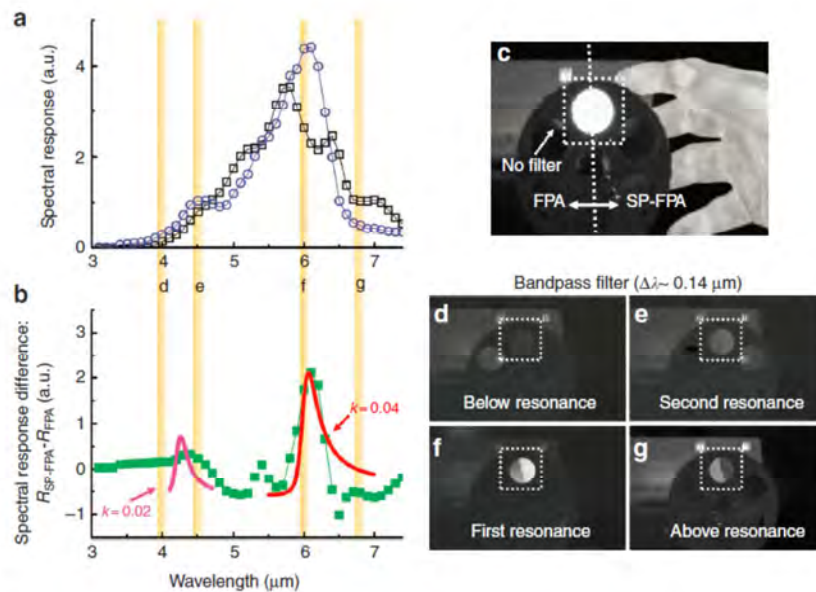 a
Spectral response (a.u.)
4
2
0
3 4 5 6 7
d e f g
b
Spectral response difference:
R_SP-FPA-R_FPA (a.u.)
3
2
1
0
−1
k=0.02
k=0.04
3 4 5 6 7
Wavelength (μm)
c
No filter
FPA
SP-FPA
Bandpass filter (Δλ~ 0.14 μm)
d
Below resonance
e
Second resonance
f
First resonance
g
Above resonance